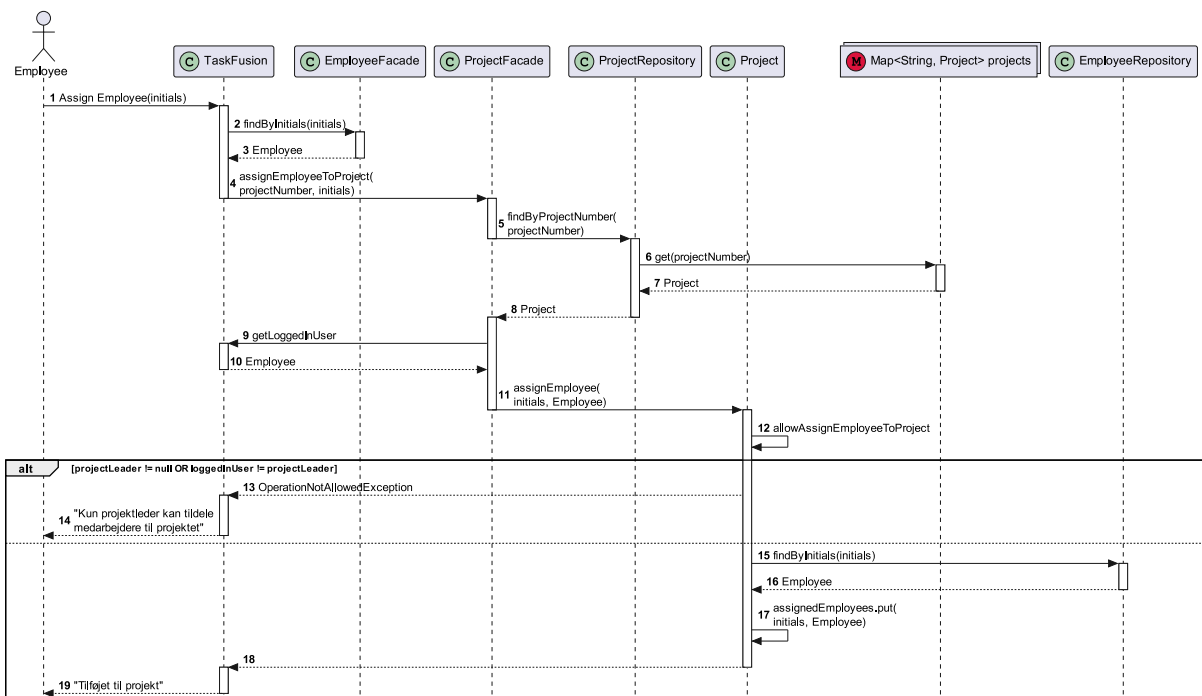 Employee
C TaskFusion
C EmployeeFacade
C ProjectFacade
C ProjectRepository
C Project
M Map<String, Project> projects
C EmployeeRepository
1 Assign Employee(initials)
2 findByInitials(initials)
3 Employee
4 assignEmployeeToProject(
projectNumber, initials)
5 findByProjectNumber(
projectNumber)
6 get(projectNumber)
7 Project
8 Project
9 getLoggedInUser
10 Employee
11 assignEmployee(
initials, Employee)
12 allowAssignEmployeeToProject
alt [projectLeader != null OR loggedInUser != projectLeader]
13 OperationNotAllowedException
14 "Kun projektleder kan tildele
medarbejdere til projektet"
15 findByInitials(initials)
16 Employee
17 assignedEmployees.put(
initials, Employee)
18
19 "Tilføjet til projekt"